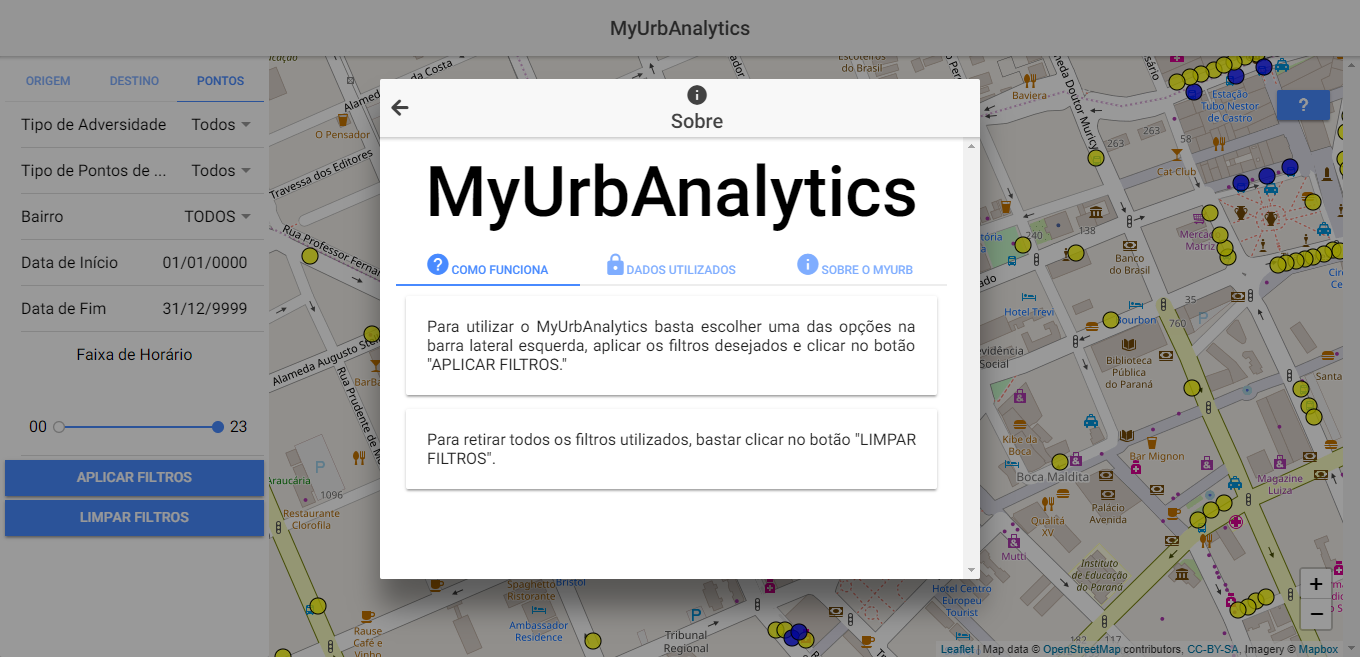 MyUrbAnalytics
ORIGEM
DESTINO
PONTOS
Tipo de Adversidade
Todos
Tipo de Pontos de ...
Todos
Bairro
TODOS
Data de Início
01/01/0000
Data de Fim
31/12/9999
Faixa de Horário
00
23
APLICAR FILTROS
LIMPAR FILTROS
Sobre
MyUrbAnalytics
COMO FUNCIONA
DADOS UTILIZADOS
SOBRE O MYURB
Para utilizar o MyUrbAnalytics basta escolher uma das opções na
barra lateral esquerda, aplicar os filtros desejados e clicar no botão
"APLICAR FILTROS."
Para retirar todos os filtros utilizados, bastar clicar no botão "LIMPAR
FILTROS".
?
O Pensador
Travessa dos Editores
Rua Professor Fernan
Alameda Augusto Ste
Rua Prudente de M
BarBa
Araucária
P
1096
Restaurante
Clorofila
Rause
Café e
Vinho
Spaghetto
Ristorante
Bristol
Ambassador
Residence
P
Tribunal
Regional
Escoteiros
do Brasil
Baviera
Alameda Doutor Muricy
263
263
58
Estação
Tubo Nestor
de Castro
Cat Club
240
138
Mercado
Matriz
Banco
do Brasil
Hotel Trevi
Bourbon
35
760
P
Biblioteca
Pública
do Paraná
Santa
Kibe da
Boca
Boca Maldita
Bar Mignon
Magazine
Luiza
Qualitá
XV
Palácio
Avenida
Mutti
Instituto
de Educação
do Paraná
Hotel Centro
Europeu
Tourist
182
117
+
−
Leaflet | Map data © OpenStreetMap contributors, CC-BY-SA, Imagery © Mapbox